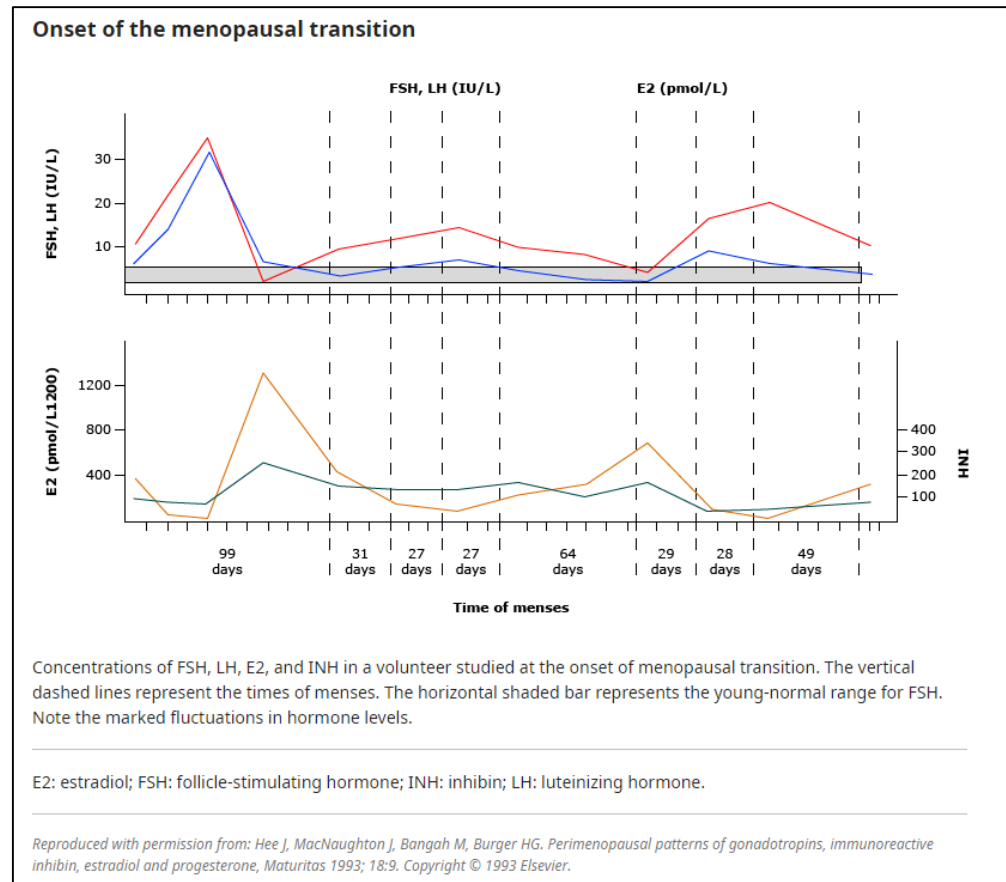 Onset of the menopausal transition
FSH, LH (IU/L)
E2 (pmol/L)
FSH, LH (IU/L)
30
20
10
E2 (pmol/L1200)
1200
800
400
400
300
200
100
INH
99 days
31 days
27 days
27 days
64 days
29 days
28 days
49 days
Time of menses
Concentrations of FSH, LH, E2, and INH in a volunteer studied at the onset of menopausal transition. The vertical
dashed lines represent the times of menses. The horizontal shaded bar represents the young-normal range for FSH.
Note the marked fluctuations in hormone levels.
E2: estradiol; FSH: follicle-stimulating hormone; INH: inhibin; LH: luteinizing hormone.
Reproduced with permission from: Hee J, MacNaughton J, Bangah M, Burger HG. Perimenopausal patterns of gonadotropins, immunoreactive
inhibin, estradiol and progesterone, Maturitas 1993; 18:9. Copyright © 1993 Elsevier.